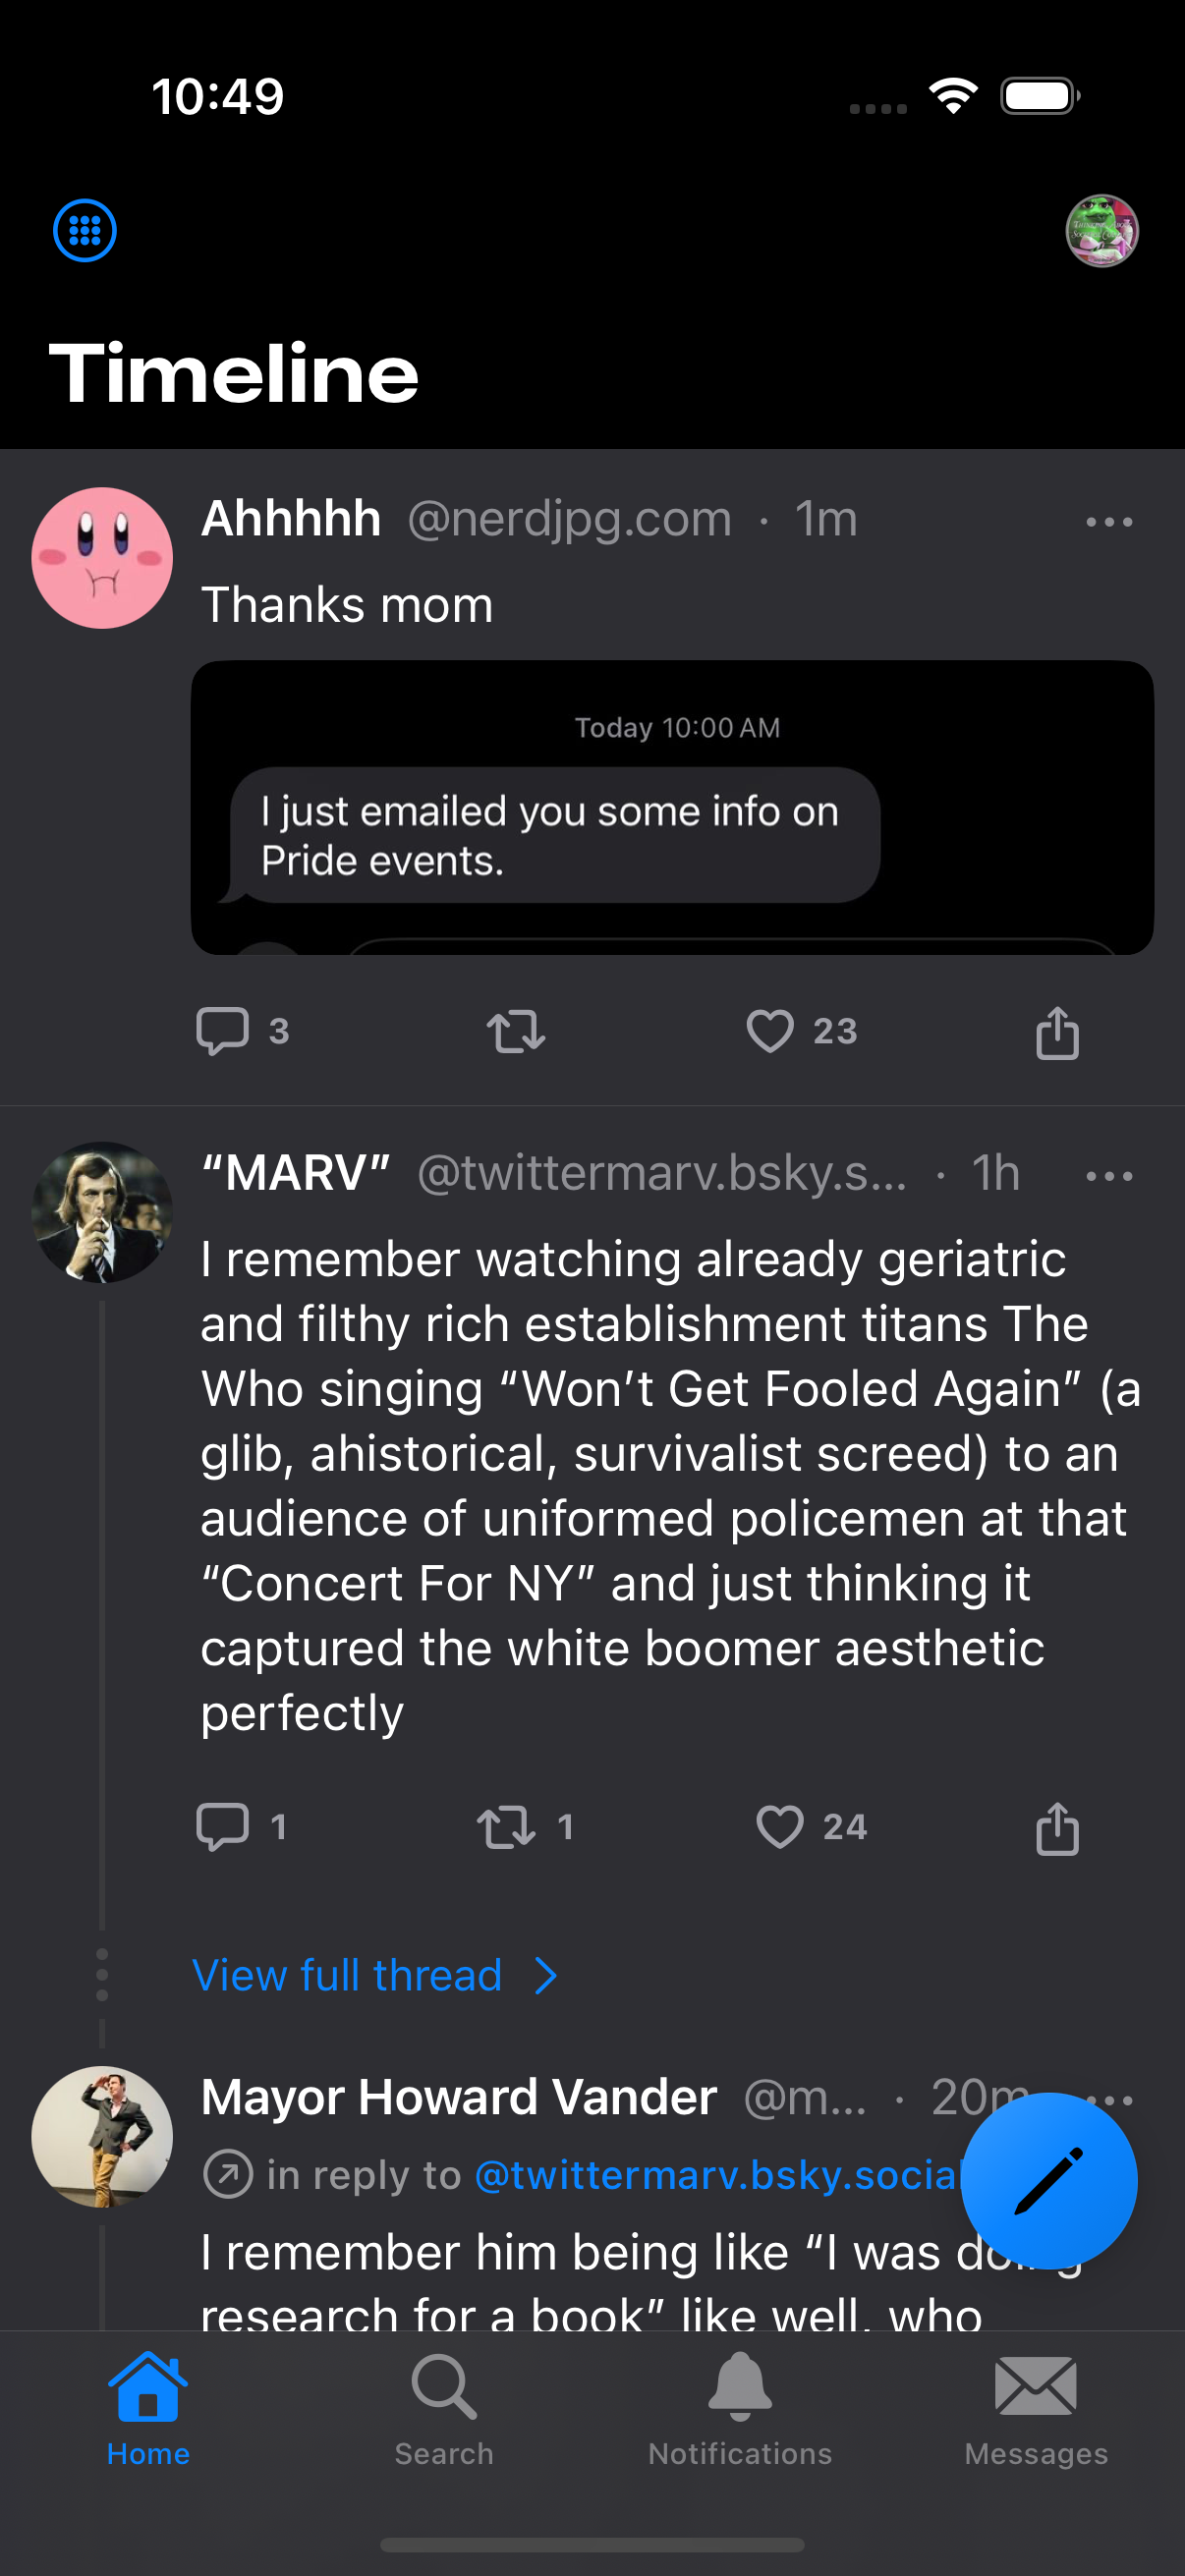 10:49
Timeline
Ahhhhh @nerdjpg.com · 1m
Thanks mom
Today 10:00 AM
I just emailed you some info on
Pride events.
3 23
“MARV” @twittermarv.bsky.s... · 1h
I remember watching already geriatric
and filthy rich establishment titans The
Who singing “Won’t Get Fooled Again” (a
glib, ahistorical, survivalist screed) to an
audience of uniformed policemen at that
“Concert For NY” and just thinking it
captured the white boomer aesthetic
perfectly
1 1 24
View full thread
Mayor Howard Vander @m... · 20m
in reply to @twittermarv.bsky.social
I remember him being like “I was doing
research for a book” like well, who
Home Search Notifications Messages